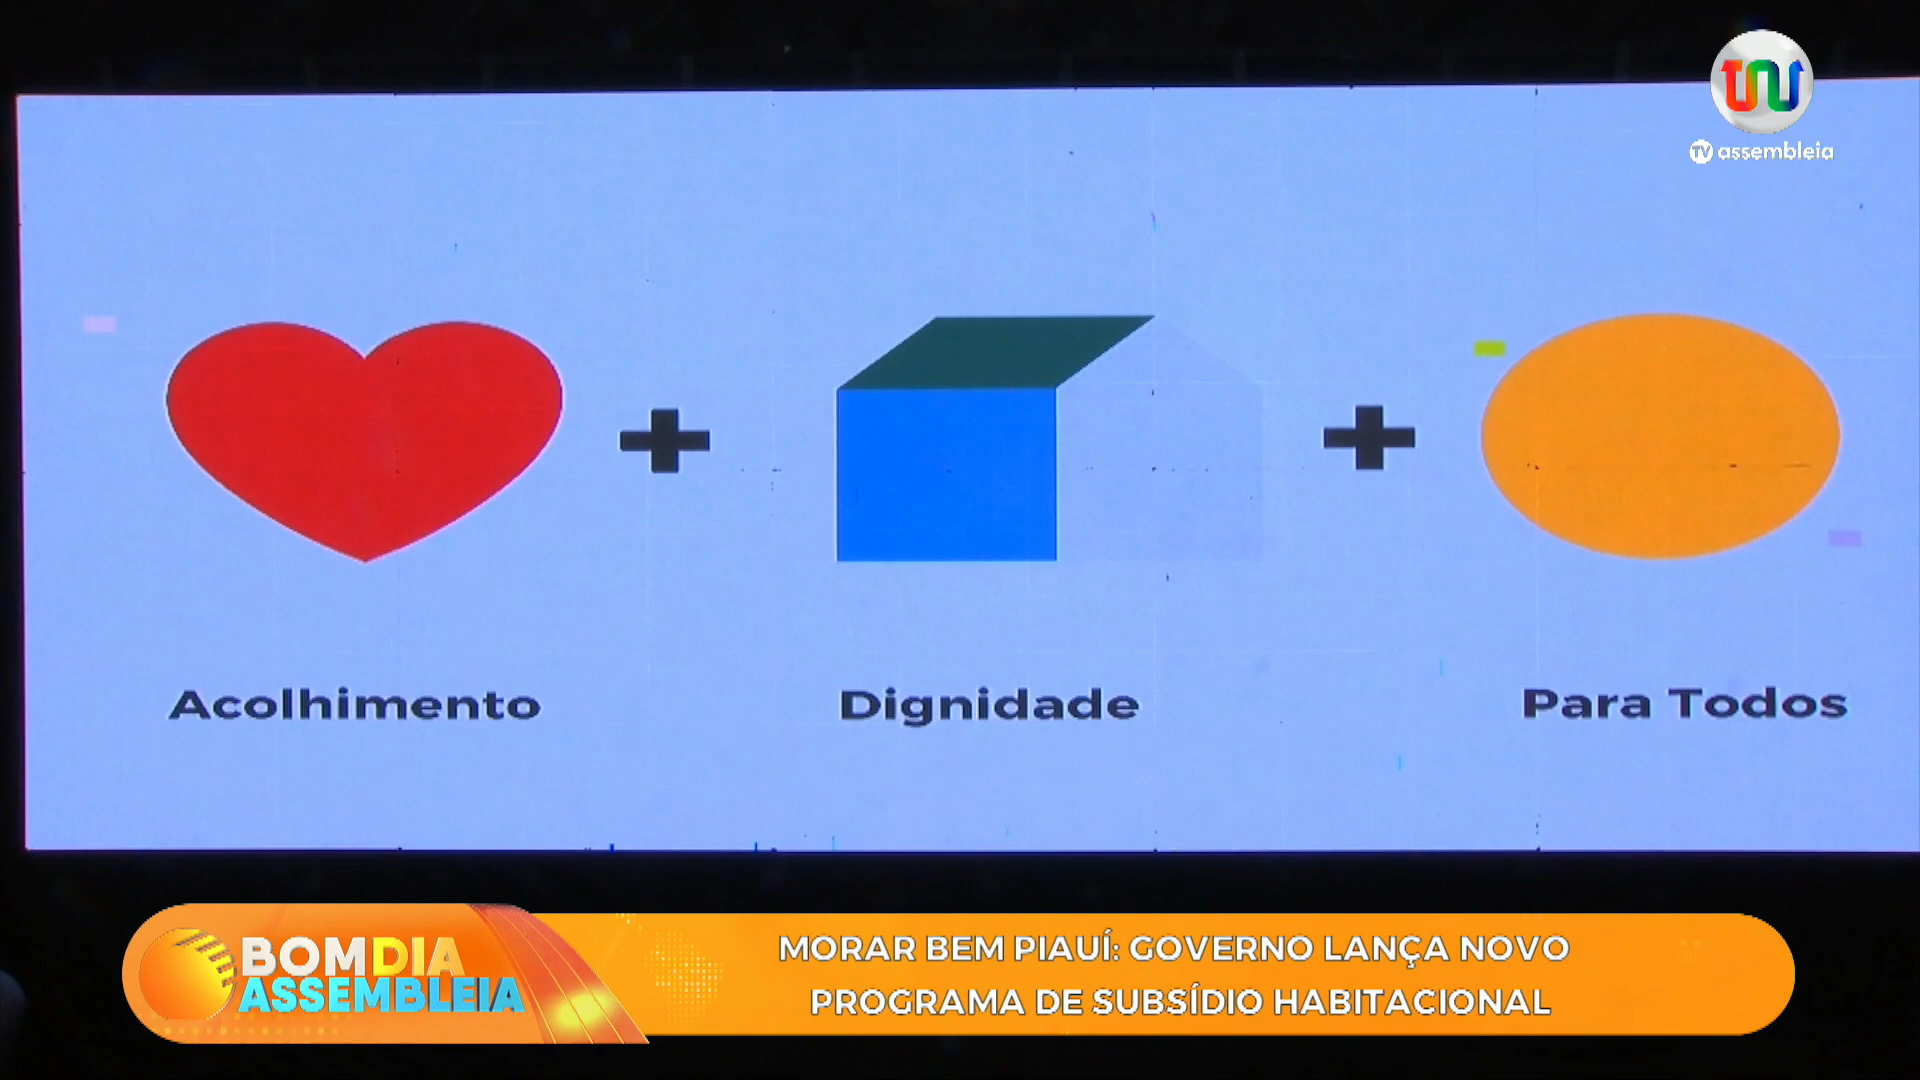 TV assembleia
Acolhimento
Dignidade
Para Todos
BOM DIA
ASSEMBLEIA
MORAR BEM PIAUÍ: GOVERNO LANÇA NOVO
PROGRAMA DE SUBSÍDIO HABITACIONAL